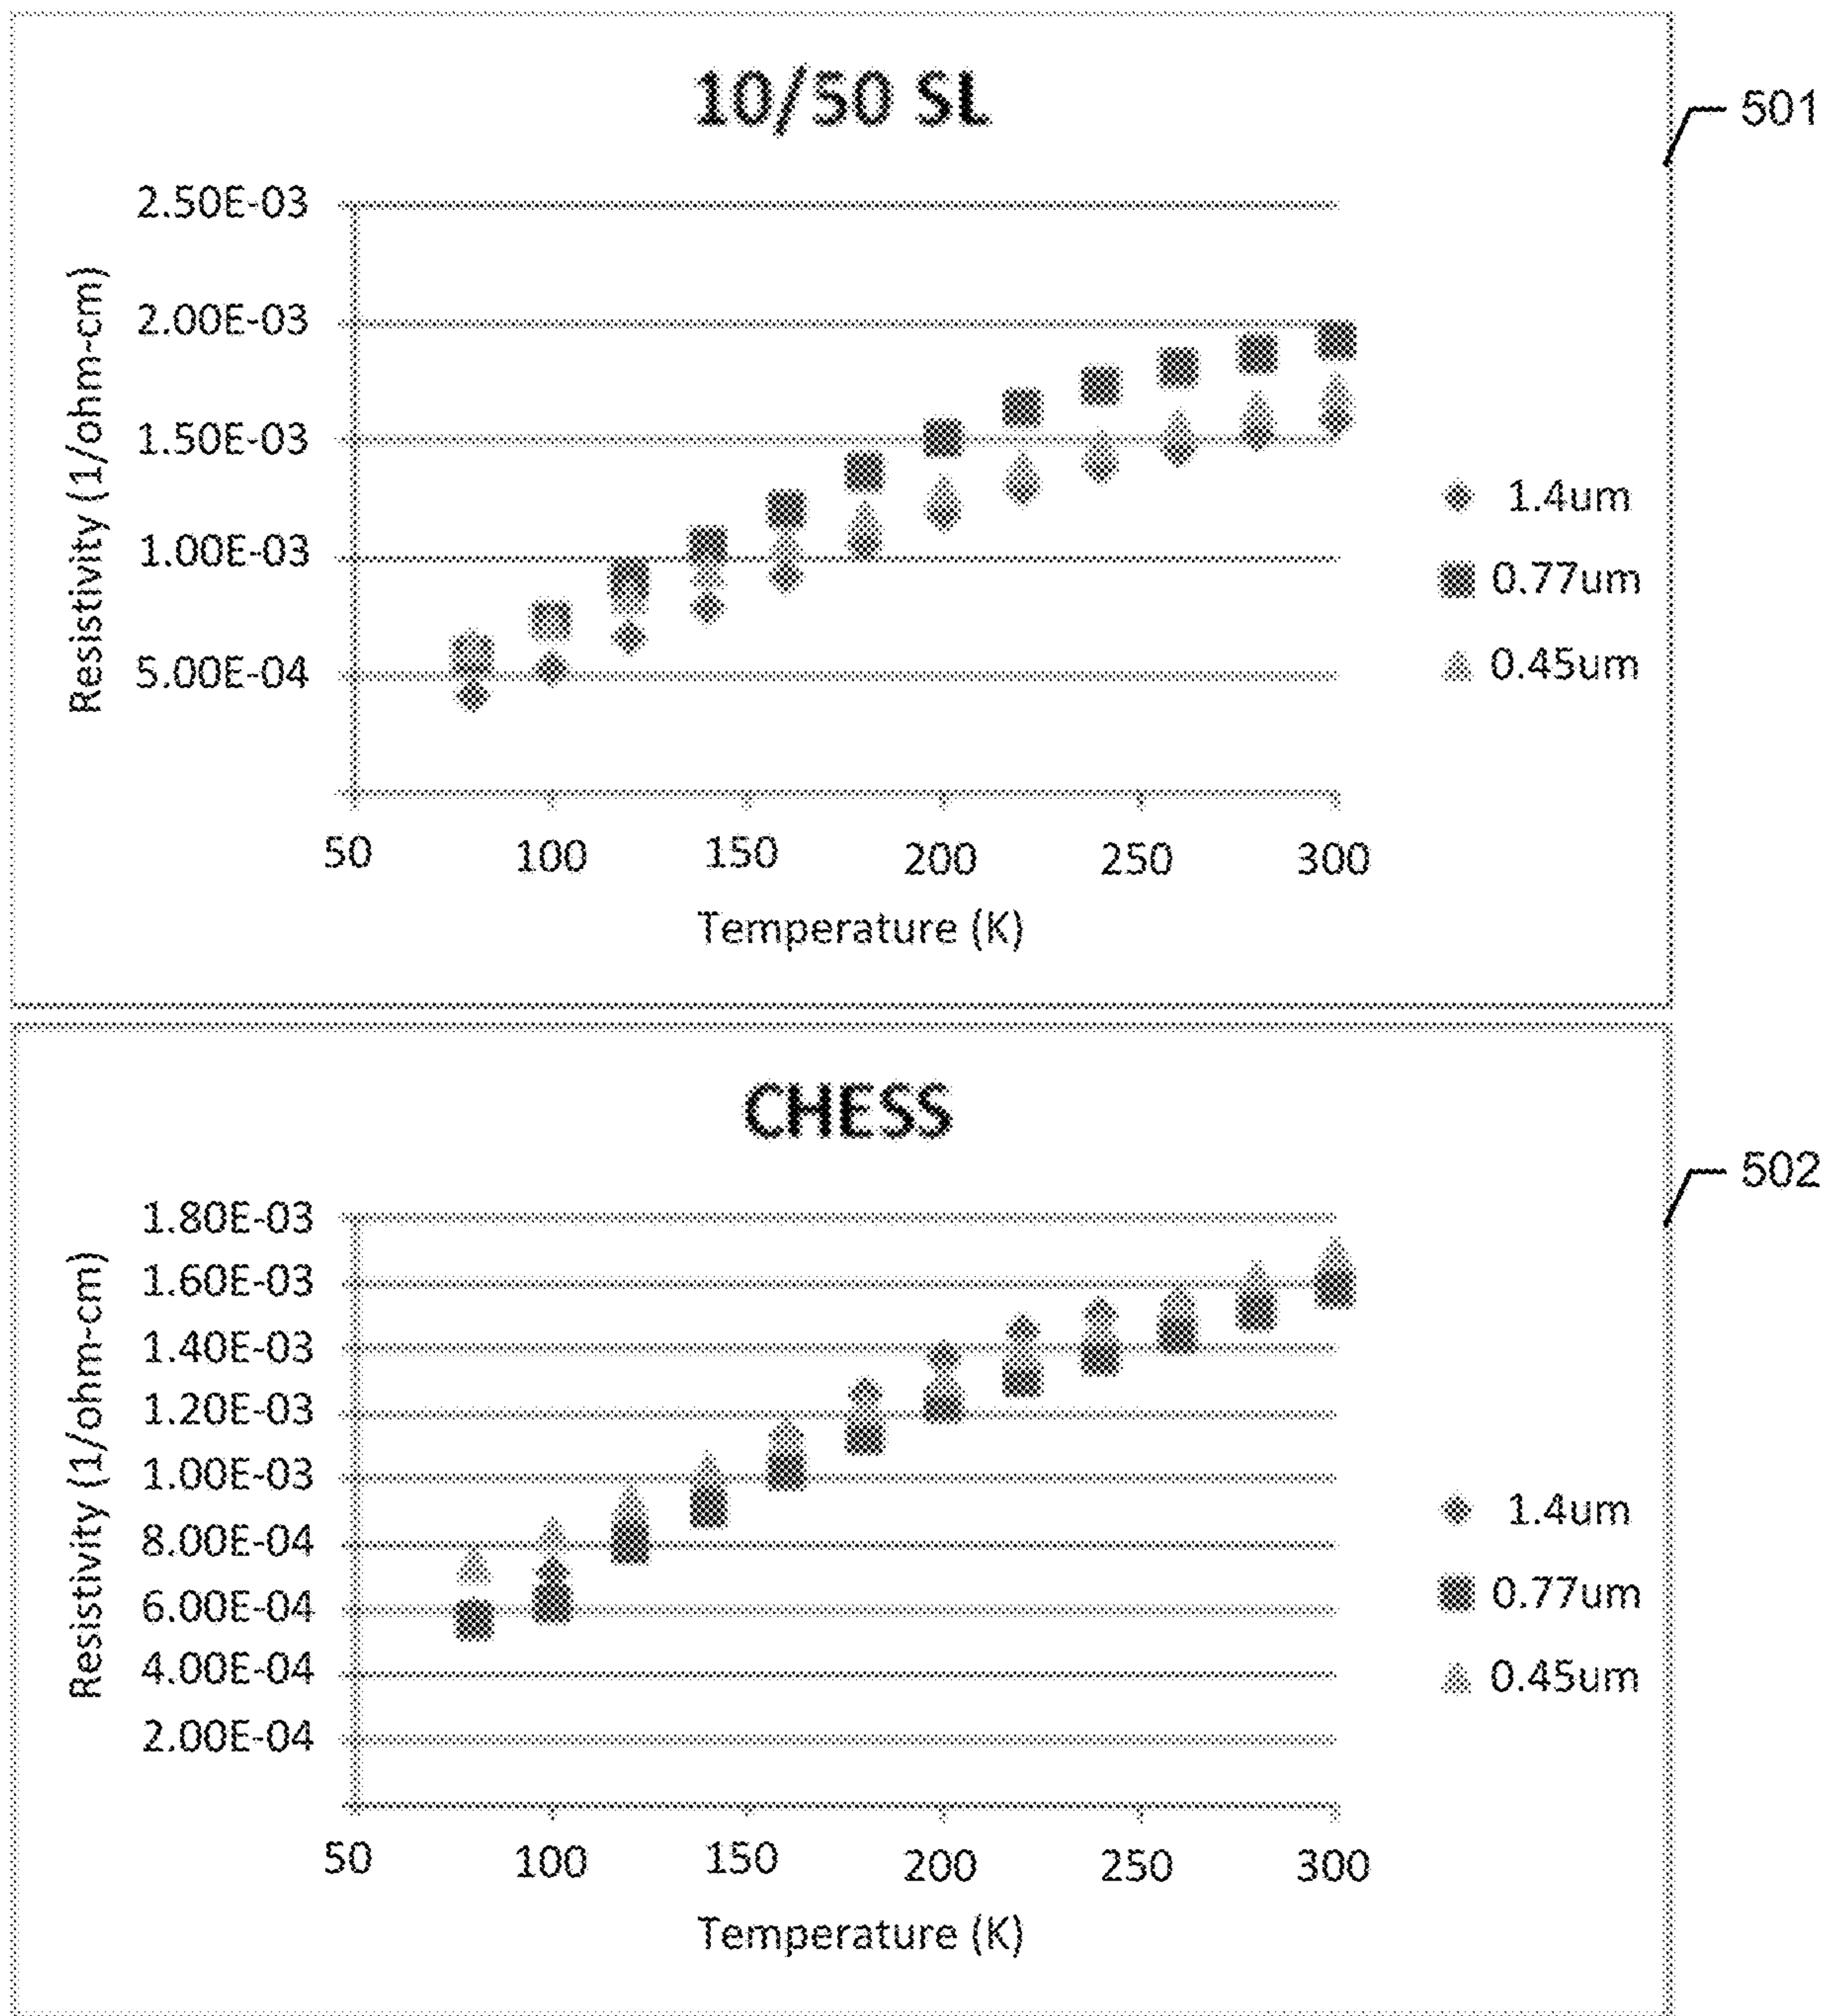 10/50 SL
501
2.50E-03
2.00E-03
1.50E-03
1.00E-03
5.00E-04
Resistivity (1/ohm-cm)
50 100 150 200 250 300
Temperature (K)
1.4um
0.77um
0.45um
CHESS
502
1.80E-03
1.60E-03
1.40E-03
1.20E-03
1.00E-03
8.00E-04
6.00E-04
4.00E-04
2.00E-04
Resistivity (1/ohm-cm)
50 100 150 200 250 300
Temperature (K)
1.4um
0.77um
0.45um